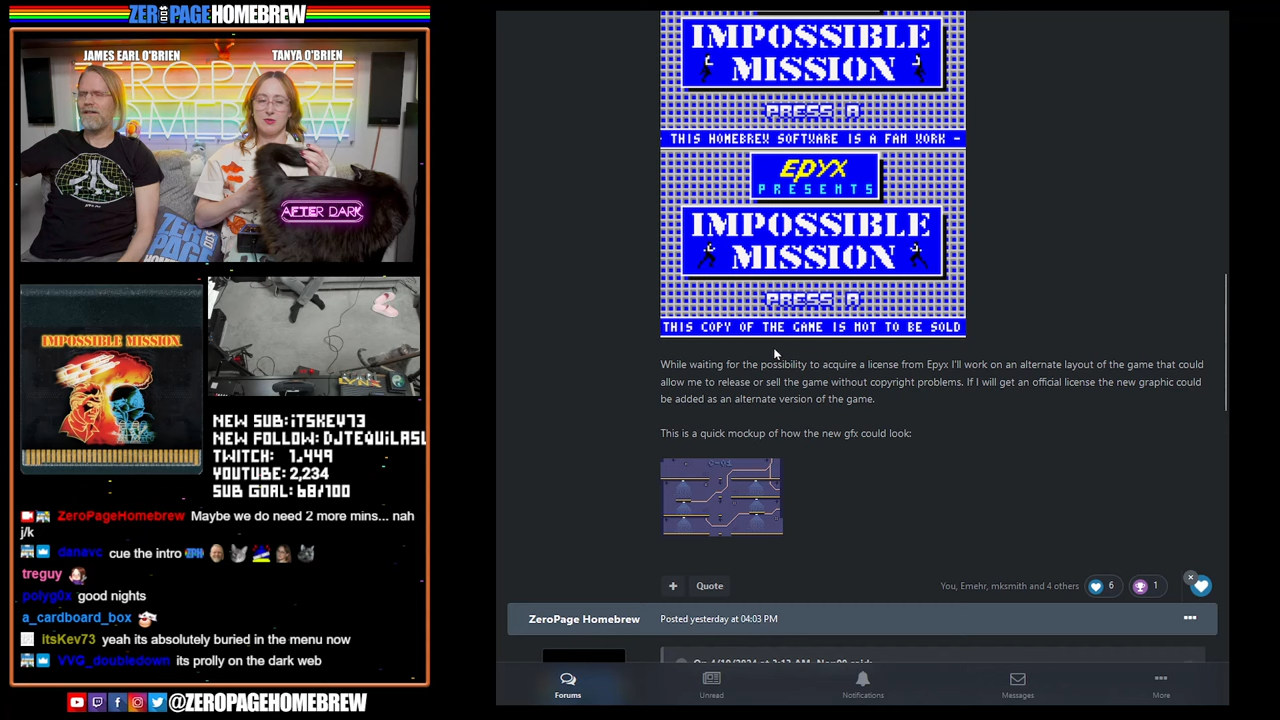 ZEROPAGEHOMEBREW
JAMES EARL O'BRIEN
TANYA O'BRIEN
AFTER DARK
IMPOSSIBLE MISSION
NEW SUB: iTSKEV73
NEW FOLLOW: DJTEQUILASU
TWITCH: 1,449
YOUTUBE: 2,234
SUB GOAL: 68/100
ZeroPageHomebrew Maybe we do need 2 more mins... nah
j/k
danavc cue the intro
treguy
polyg0x good nights
a_cardboard_box
itsKev73 yeah its absolutely buried in the menu now
VVG_doubledown its prolly on the dark web
@ZEROPAGEHOMEBREW
IMPOSSIBLE
MISSION
PRESS A
- THIS HOMEBREW SOFTWARE IS A FAN WORK -
EPYX
PRESENTS
IMPOSSIBLE
MISSION
PRESS A
THIS COPY OF THE GAME IS NOT TO BE SOLD
While waiting for the possibility to acquire a license from Epyx I'll work on an alternate layout of the game that could
allow me to release or sell the game without copyright problems. If I will get an official license the new graphic could
be added as an alternate version of the game.
This is a quick mockup of how the new gfx could look:
+ Quote
You, Emehr, mksmith and 4 others 6 1
ZeroPage Homebrew Posted yesterday at 04:03 PM
Forums
Unread
Notifications
Messages
More